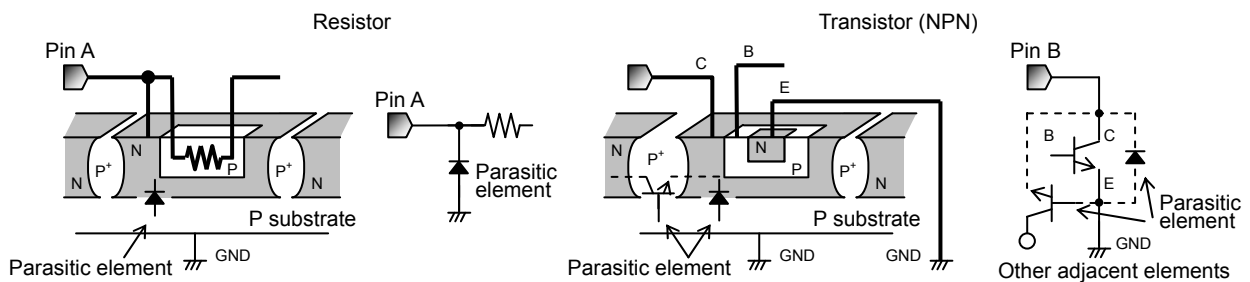 Resistor
Transistor (NPN)
Pin A
Pin A
C
B
E
Pin B
N
P+
N
P
P+
N
Parasitic
element
P substrate
GND
Parasitic element
N
P+
N
P
P+
N
P substrate
GND
GND
Parasitic element
B
C
E
Parasitic
element
GND
Other adjacent elements